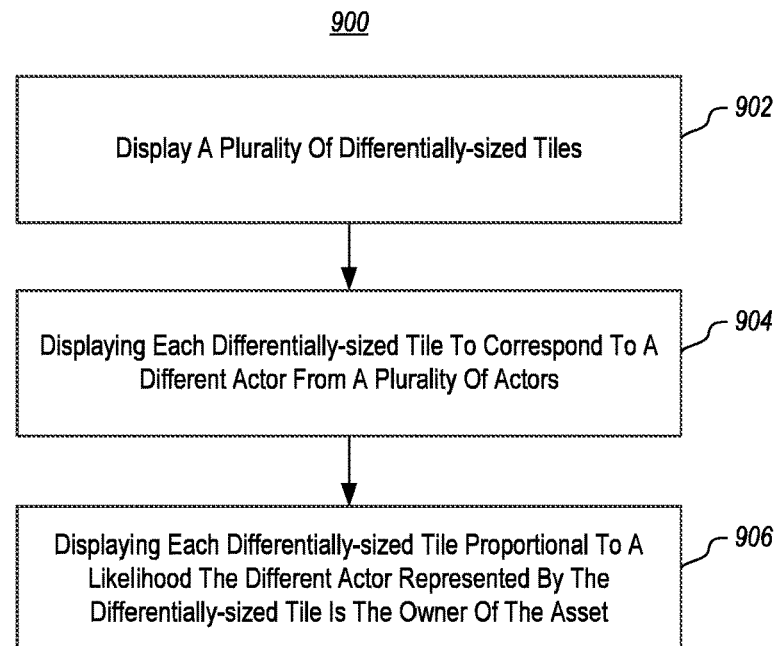 900
Display A Plurality Of Differentially-sized Tiles
902
Displaying Each Differentially-sized Tile To Correspond To A
Different Actor From A Plurality Of Actors
904
Displaying Each Differentially-sized Tile Proportional To A
Likelihood The Different Actor Represented By The
Differentially-sized Tile Is The Owner Of The Asset
906